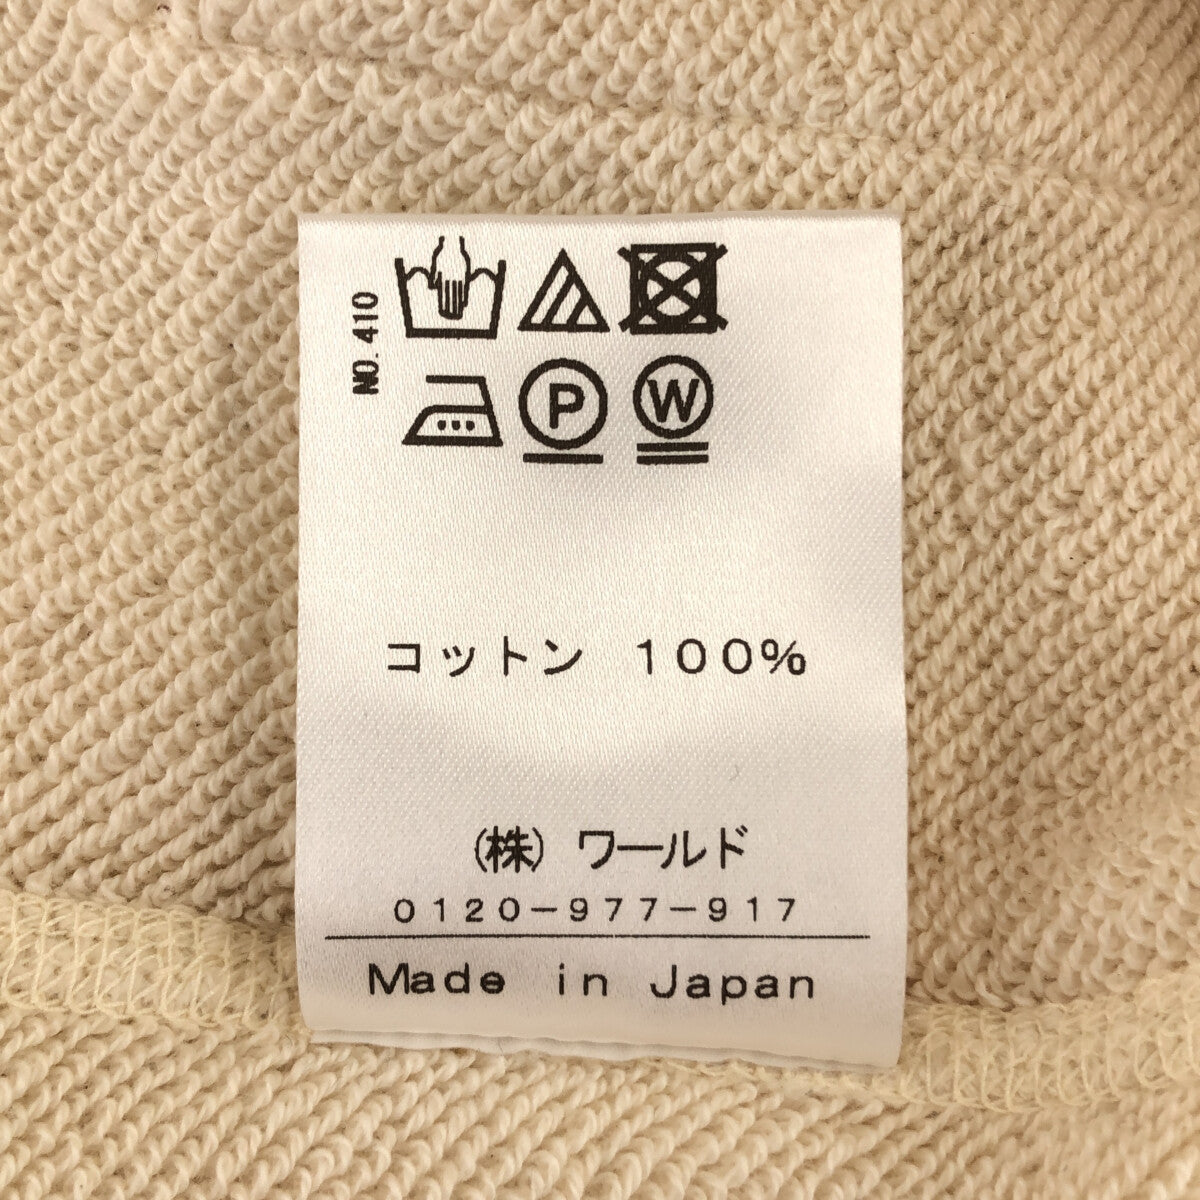 NO. 410
P
W
コットン 100%
(株) ワールド
0120-977-917
Made in Japan